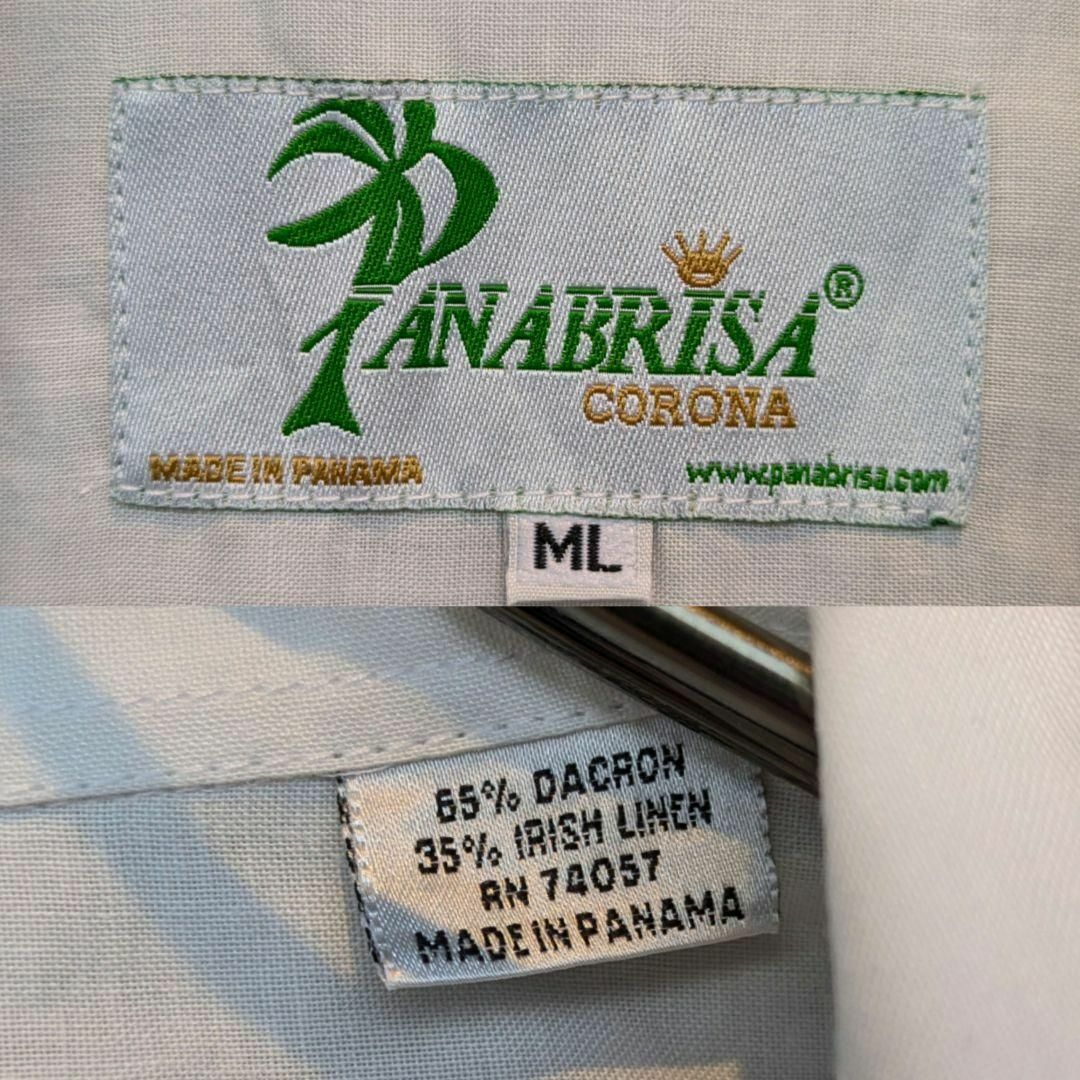 PANABRISA®
CORONA
MADE IN PANAMA
www.panabrisa.com
ML
65% DACRON
35% IRISH LINEN
RN 74057
MADE IN PANAMA